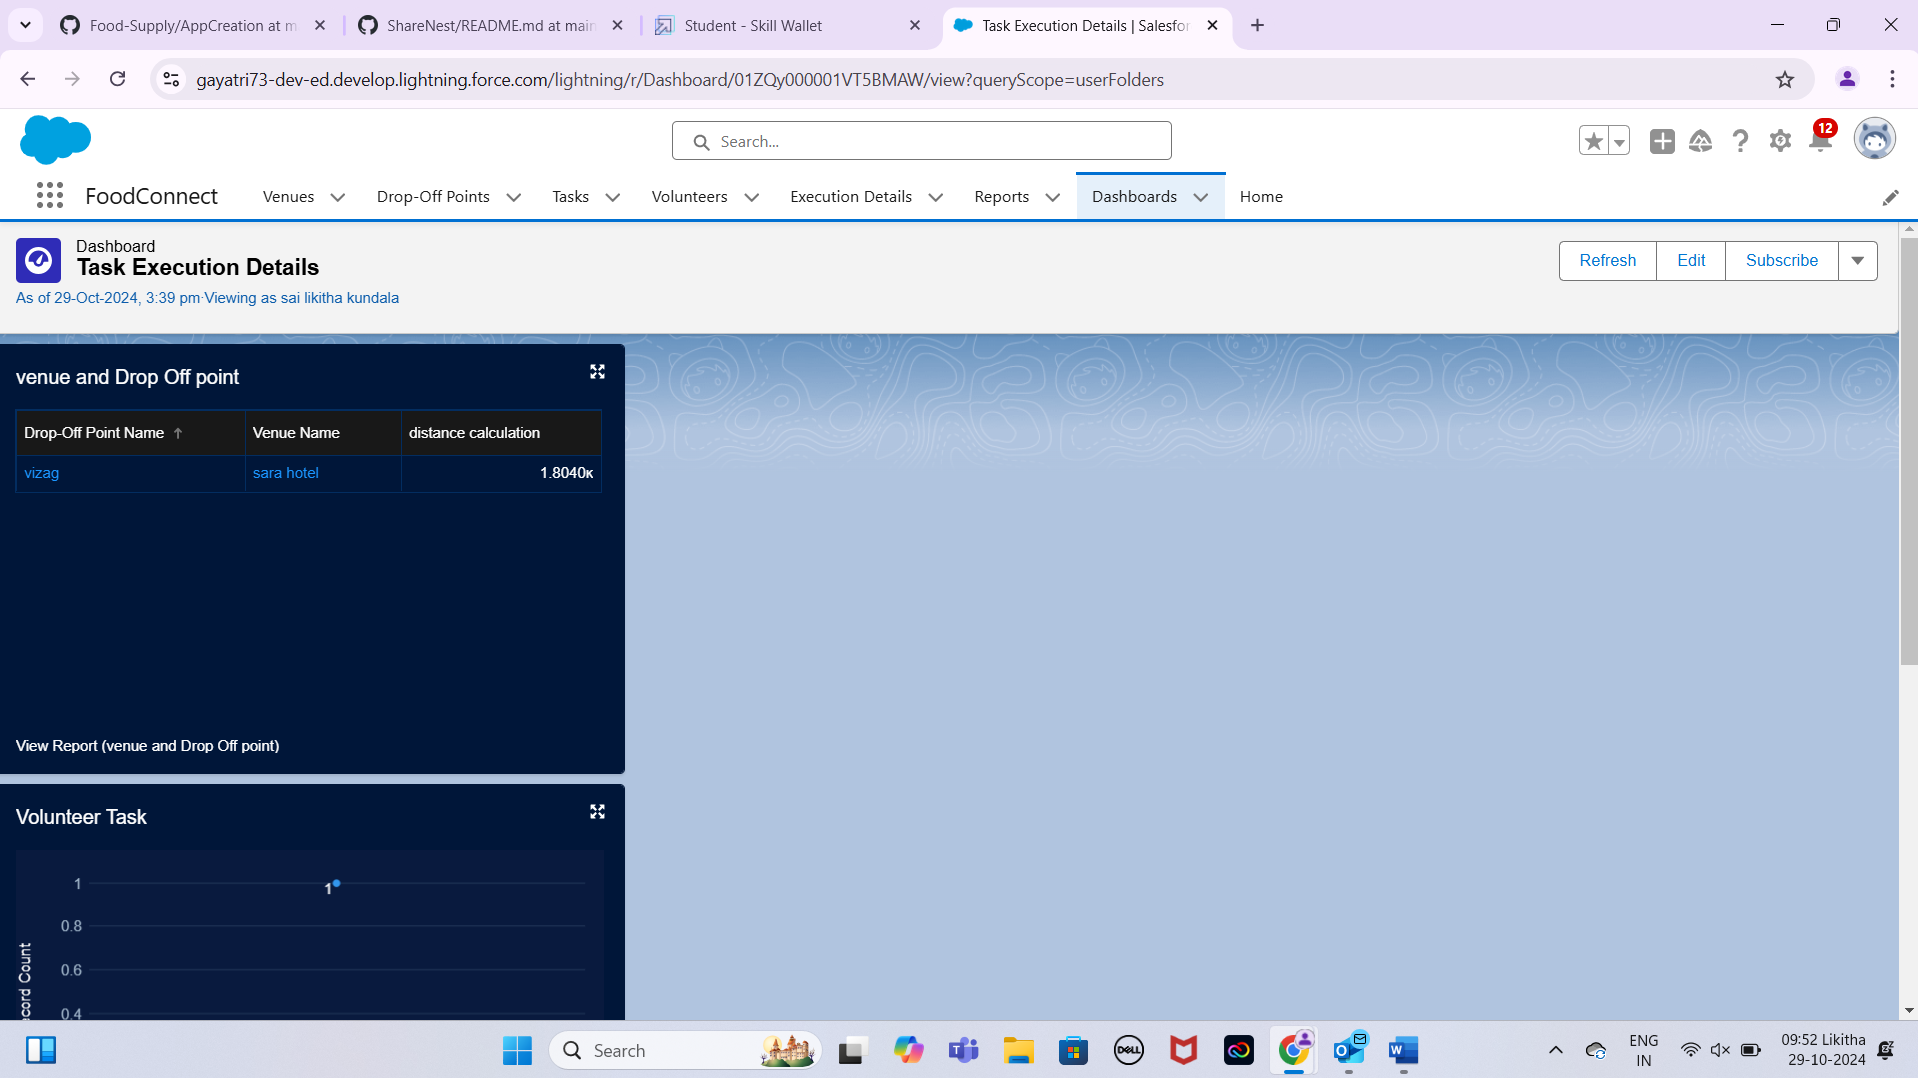 Food-Supply/AppCreation at m
ShareNest/README.md at main
Student - Skill Wallet
Task Execution Details | Salesfor
gayatri73-dev-ed.develop.lightning.force.com/lightning/r/Dashboard/01ZQy000001VT5BMAW/view?queryScope=userFolders
Search...
12
FoodConnect
Venues
Drop-Off Points
Tasks
Volunteers
Execution Details
Reports
Dashboards
Home
Dashboard
Task Execution Details
As of 29-Oct-2024, 3:39 pm·Viewing as sai likitha kundala
Refresh
Edit
Subscribe
venue and Drop Off point
Drop-Off Point Name ↑
Venue Name
distance calculation
vizag
sara hotel
1.8040K
View Report (venue and Drop Off point)
Volunteer Task
1
1
0.8
0.6
0.4
ecord Count
Search
DELL
ENG
IN
09:52 Likitha
29-10-2024